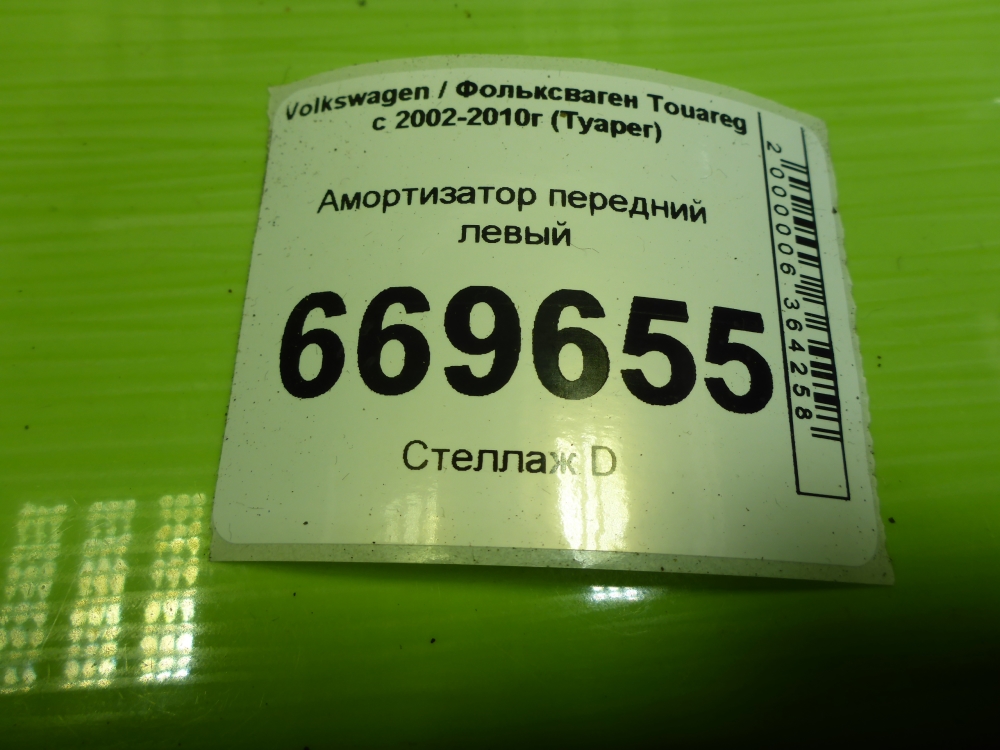 Volkswagen / Фольксваген Touareg
с 2002-2010г (Туарег)
Амортизатор передний
левый
669655
Стеллаж D
2000006364258